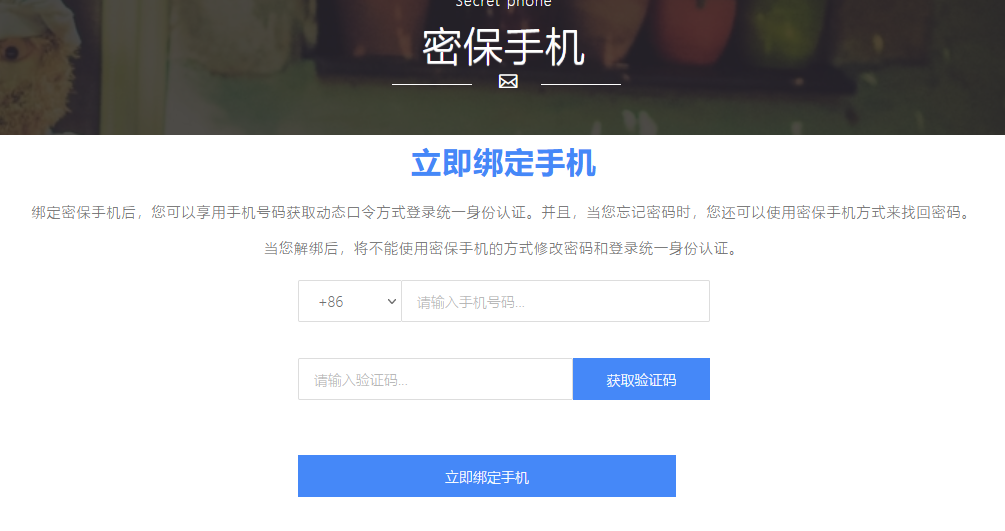 Secret phone
密保手机
立即绑定手机
绑定密保手机后，您可以享用手机号码获取动态口令方式登录统一身份认证。并且，当您忘记密码时，您还可以使用密保手机方式来找回密码。
当您解绑后，将不能使用密保手机的方式修改密码和登录统一身份认证。
+86 请输入手机号码...
请输入验证码... 获取验证码
立即绑定手机